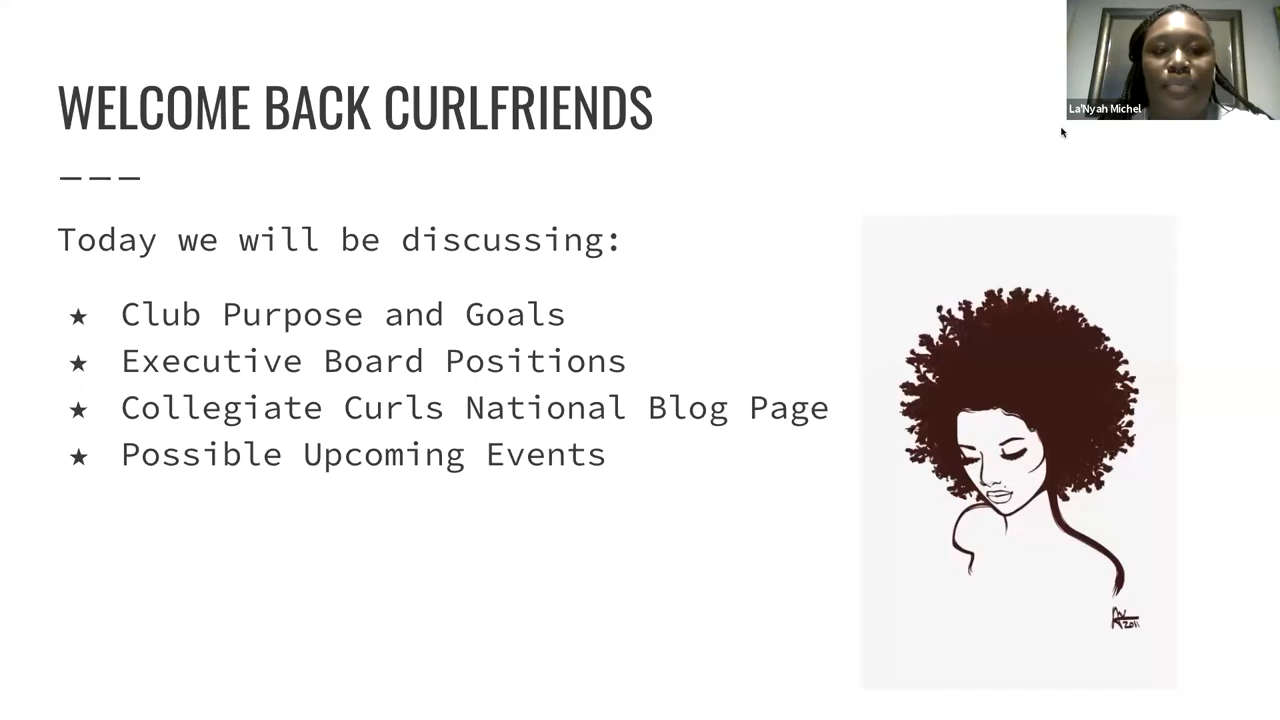 WELCOME BACK CURLFRIENDS
La'Nyah Michel
Today we will be discussing:
★ Club Purpose and Goals
★ Executive Board Positions
★ Collegiate Curls National Blog Page
★ Possible Upcoming Events
2011